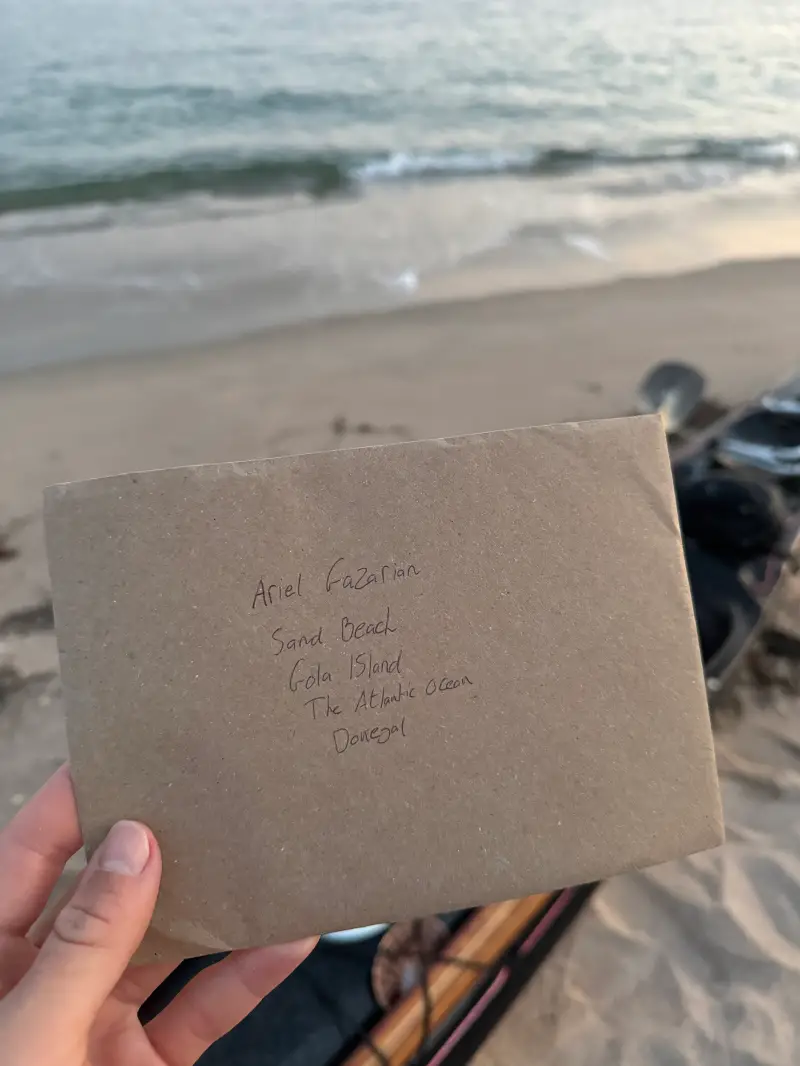 Ariel Gazarian
Sand Beach
Gola Island
The Atlantic Ocean
Donegal